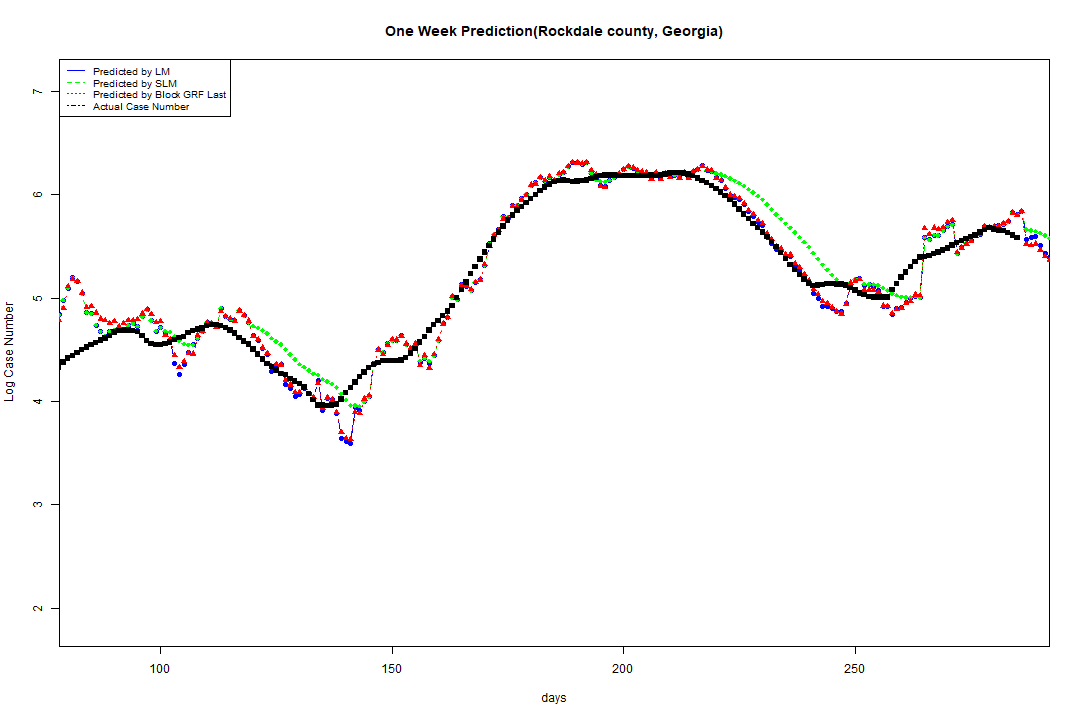 One Week Prediction(Rockdale county, Georgia)
Predicted by LM
Predicted by SLM
Predicted by Block GRF Last
Actual Case Number
7
6
5
4
3
2
Log Case Number
100 150 200 250
days